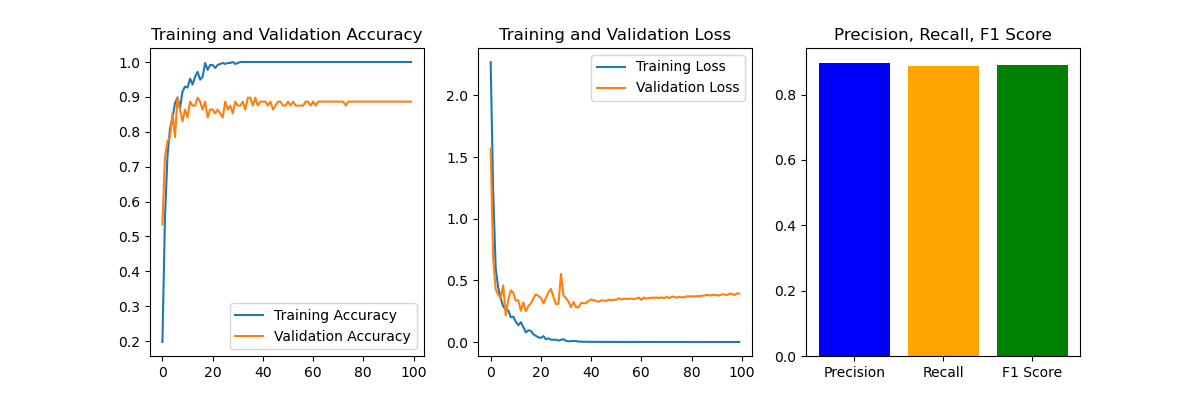 Training and Validation Accuracy
1.0
0.9
0.8
0.7
0.6
0.5
0.4
0.3
0.2
Training Accuracy
Validation Accuracy
0 20 40 60 80 100
Training and Validation Loss
Training Loss
Validation Loss
2.0
1.5
1.0
0.5
0.0
0 20 40 60 80 100
Precision, Recall, F1 Score
0.8
0.6
0.4
0.2
0.0
Precision Recall F1 Score